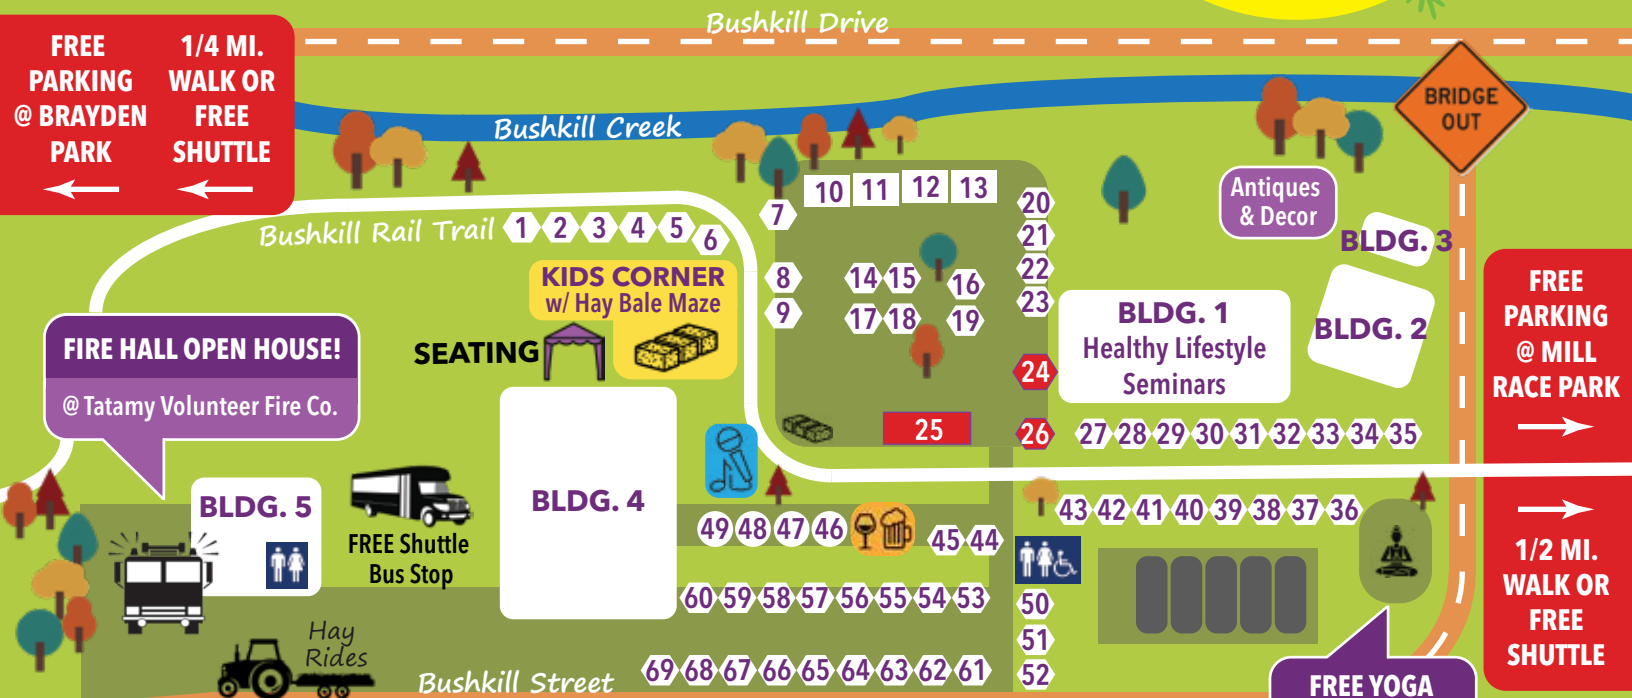 Bushkill Drive
FREE
PARKING
@ BRAYDEN
PARK
1/4 MI.
WALK OR
FREE
SHUTTLE
BRIDGE
OUT
Bushkill Creek
Antiques
& Decor
10 11 12 13
7
20
21
22
23
Bushkill Rail Trail
1 2 3 4 5 6
BLDG. 3
KIDS CORNER
w/ Hay Bale Maze
8
9
14 15 16
17 18 19
BLDG. 1
Healthy Lifestyle
Seminars
BLDG. 2
FREE
PARKING
@ MILL
RACE PARK
FIRE HALL OPEN HOUSE!
@ Tatamy Volunteer Fire Co.
SEATING
24
25
26
27 28 29 30 31 32 33 34 35
BLDG. 5
BLDG. 4
FREE Shuttle
Bus Stop
49 48 47 46
45 44
43 42 41 40 39 38 37 36
1/2 MI.
WALK OR
FREE
SHUTTLE
60 59 58 57 56 55 54 53
50
51
52
Hay
Rides
69 68 67 66 65 64 63 62 61
Bushkill Street
FREE YOGA